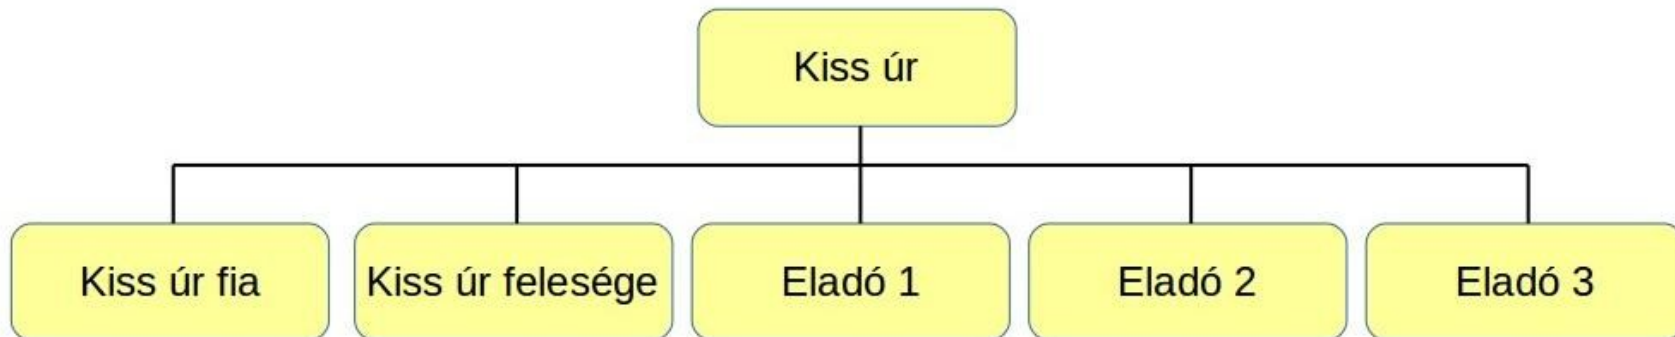 Kiss úr
Kiss úr fia
Kiss úr felesége
Eladó 1
Eladó 2
Eladó 3